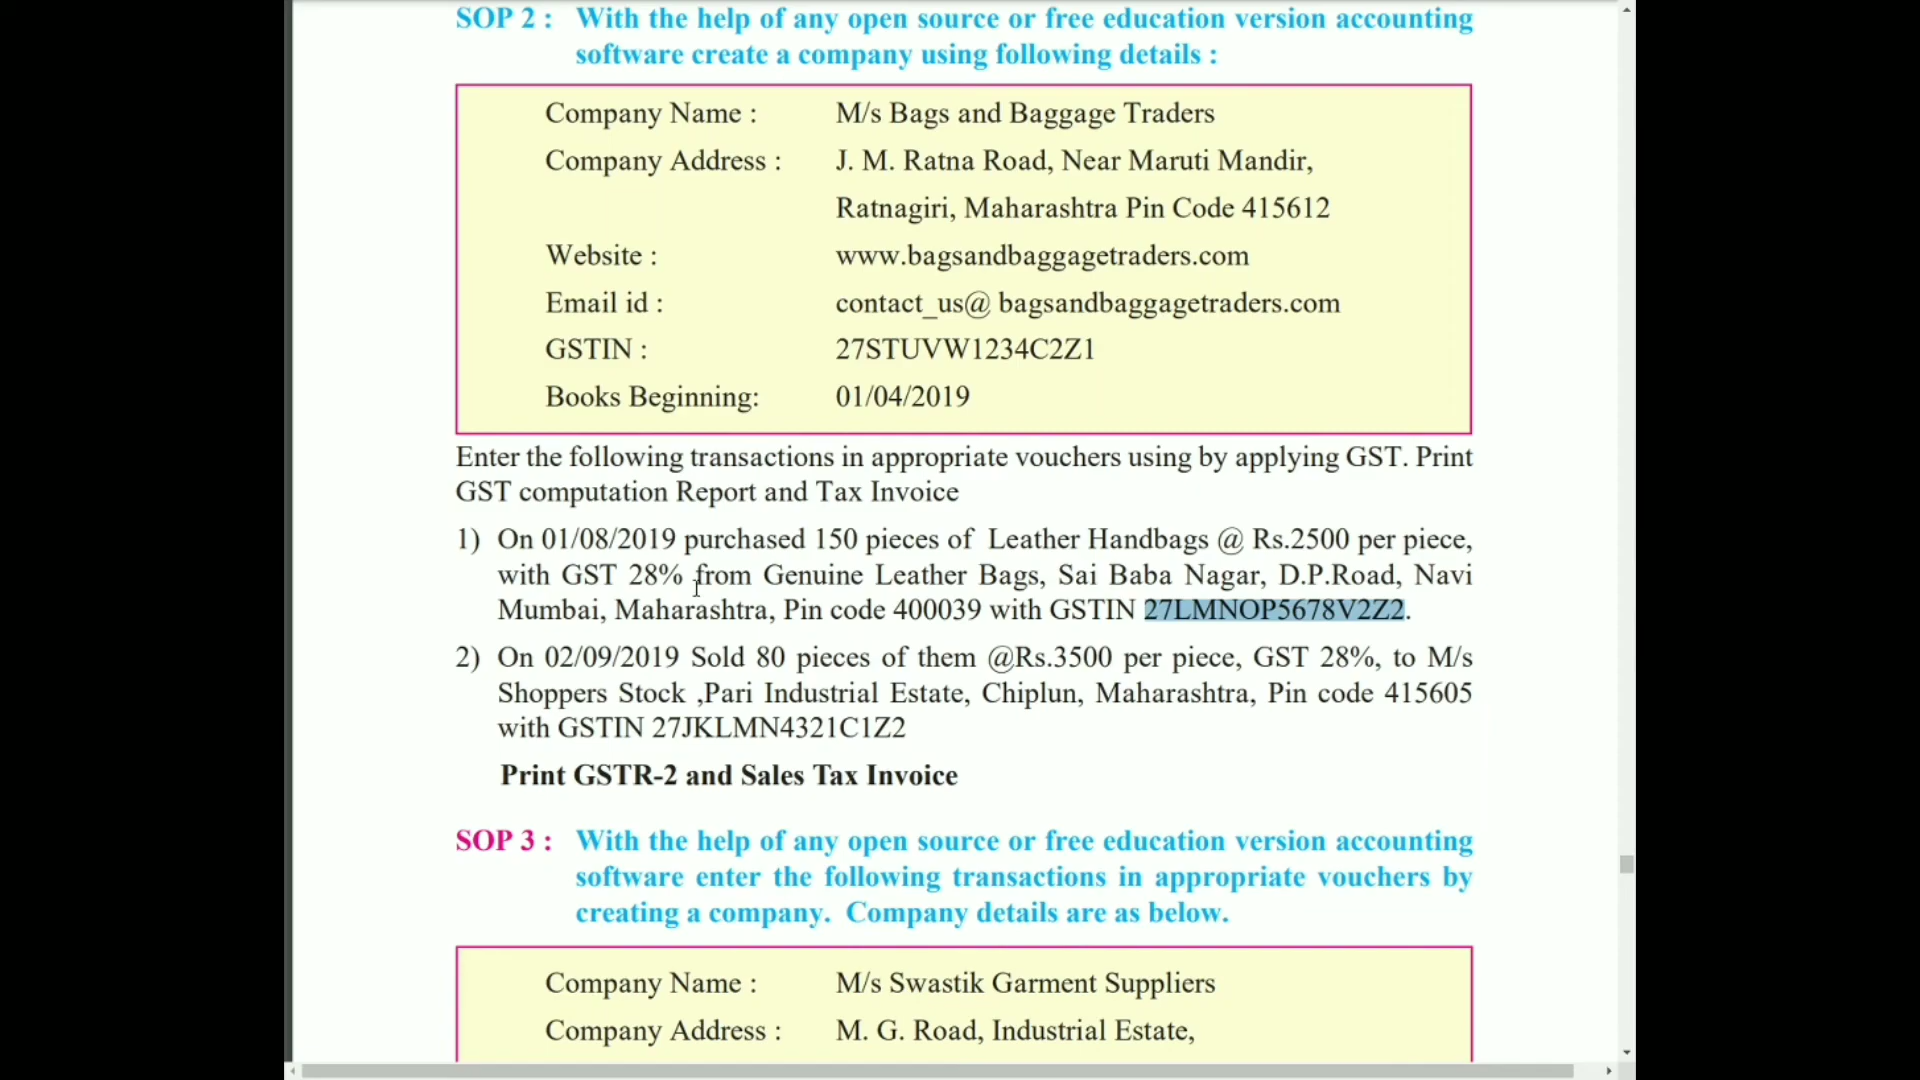 SOP 2 : With the help of any open source or free education version accounting
software create a company using following details :
Company Name : M/s Bags and Baggage Traders
Company Address : J. M. Ratna Road, Near Maruti Mandir,
Ratnagiri, Maharashtra Pin Code 415612
Website : www.bagsandbaggagetraders.com
Email id : contact_us@ bagsandbaggagetraders.com
GSTIN : 27STUVW1234C2Z1
Books Beginning: 01/04/2019
Enter the following transactions in appropriate vouchers using by applying GST. Print
GST computation Report and Tax Invoice
1) On 01/08/2019 purchased 150 pieces of Leather Handbags @ Rs.2500 per piece,
with GST 28% from Genuine Leather Bags, Sai Baba Nagar, D.P.Road, Navi
Mumbai, Maharashtra, Pin code 400039 with GSTIN 27LMNOP5678V2Z2.
2) On 02/09/2019 Sold 80 pieces of them @Rs.3500 per piece, GST 28%, to M/s
Shoppers Stock ,Pari Industrial Estate, Chiplun, Maharashtra, Pin code 415605
with GSTIN 27JKLMN4321C1Z2
Print GSTR-2 and Sales Tax Invoice
SOP 3 : With the help of any open source or free education version accounting
software enter the following transactions in appropriate vouchers by
creating a company. Company details are as below.
Company Name : M/s Swastik Garment Suppliers
Company Address : M. G. Road, Industrial Estate,